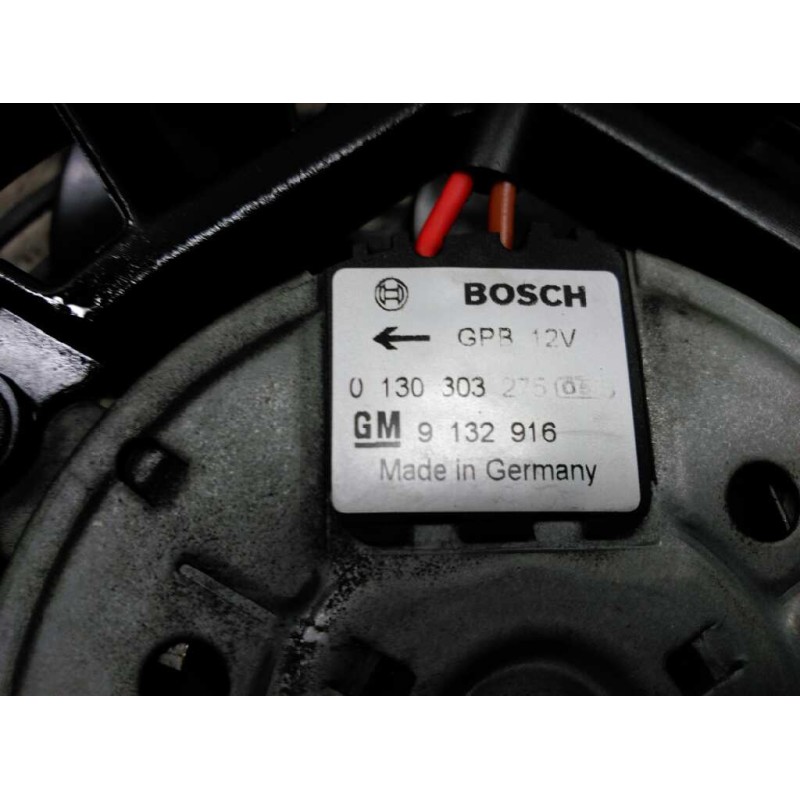 BOSCH
← GPB 12V
0 130 303 275
GM 9 132 916
Made in Germany